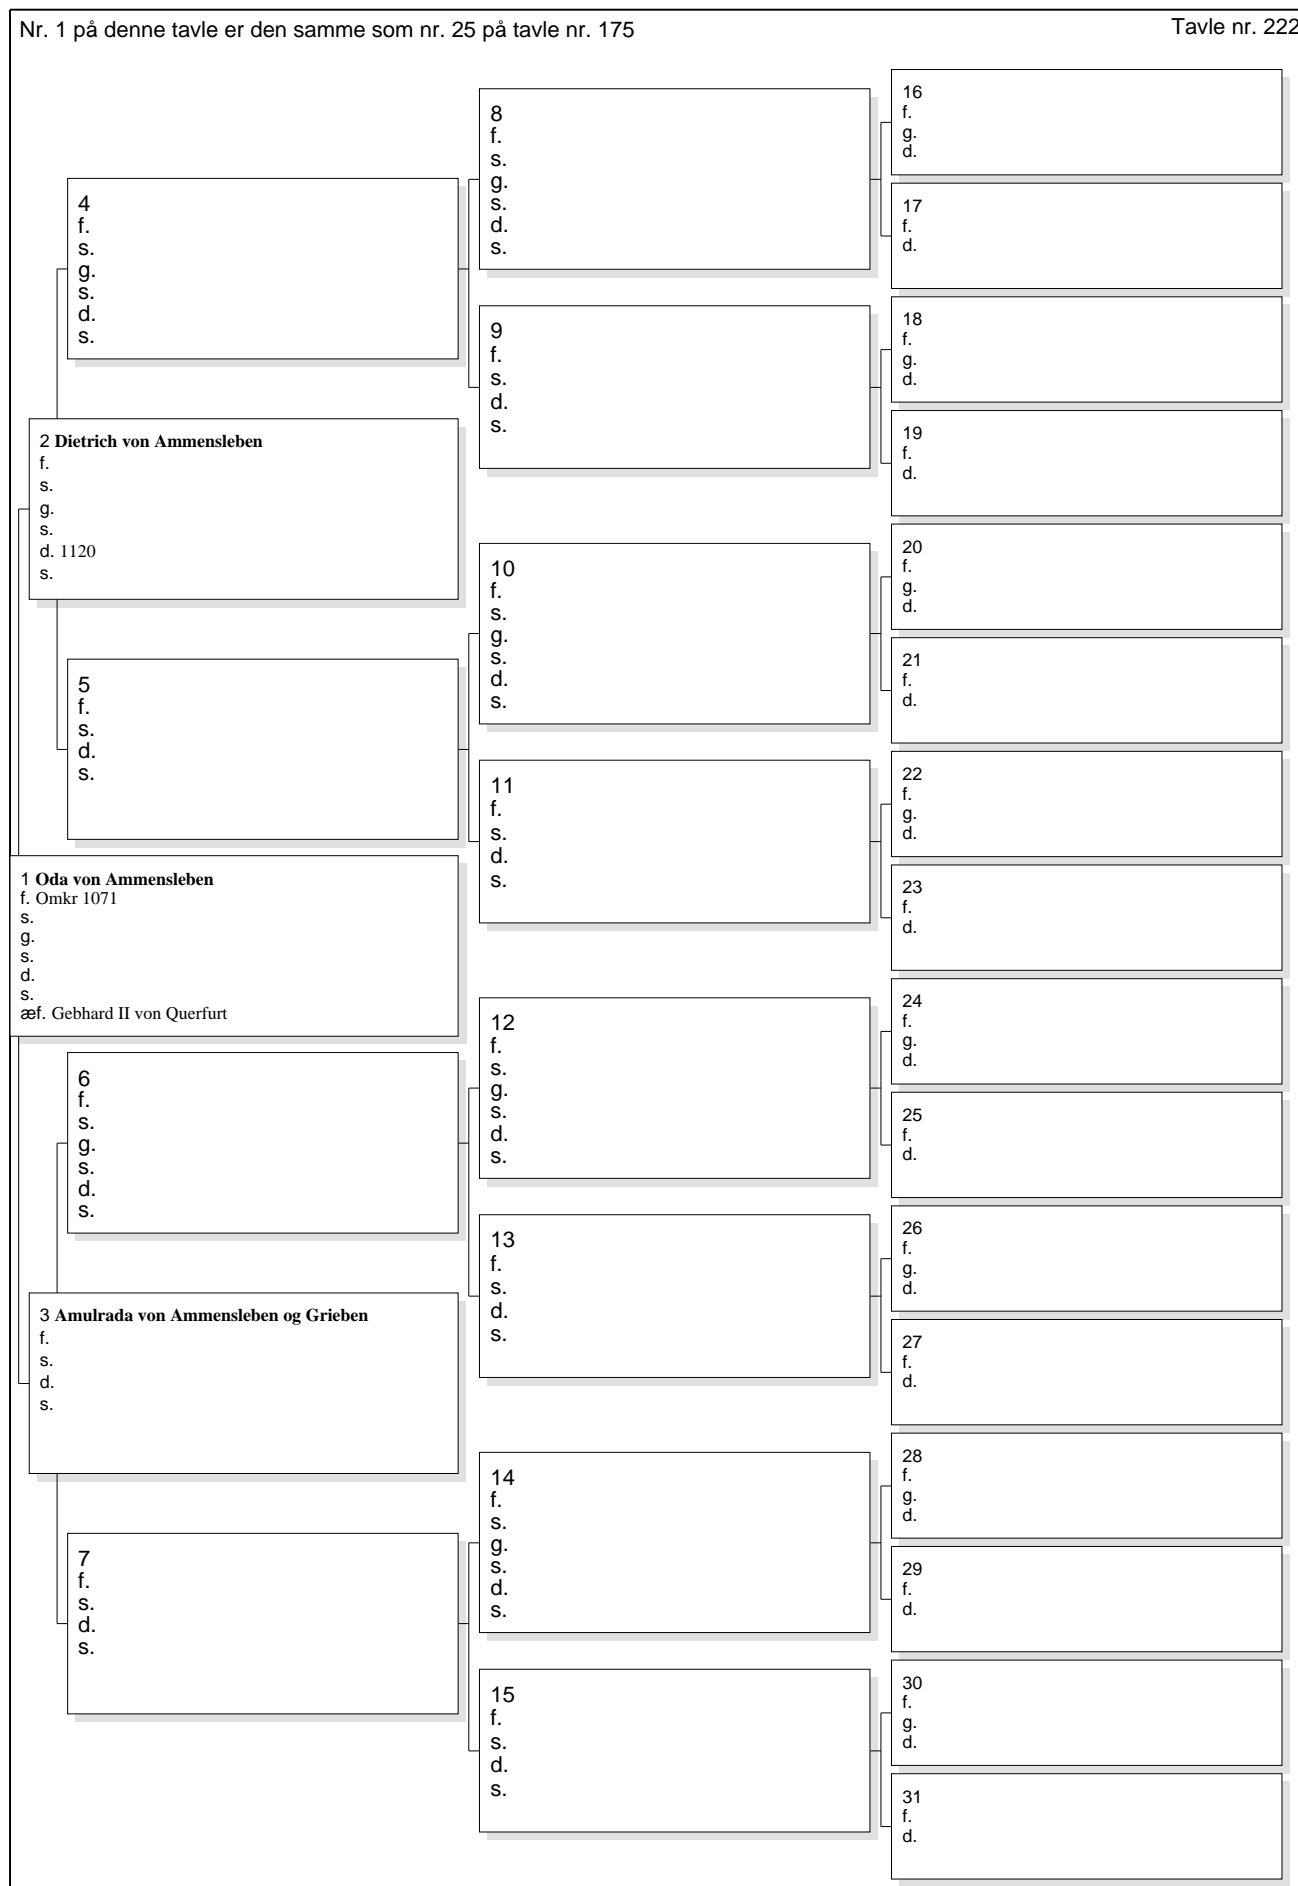 Nr. 1 på denne tavle er den samme som nr. 25 på tavle nr. 175
Tavle nr. 222
1 Oda von Ammensleben
f. Omkr 1071
s.
g.
s.
d.
s.
æf. Gebhard II von Querfurt
2 Dietrich von Ammensleben
f.
s.
g.
s.
d. 1120
s.
3 Amulrada von Ammensleben og Grieben
f.
s.
d.
s.
4
f.
s.
g.
s.
d.
s.
5
f.
s.
d.
s.
6
f.
s.
g.
s.
d.
s.
7
f.
s.
d.
s.
8
f.
s.
g.
s.
d.
s.
9
f.
s.
d.
s.
10
f.
s.
g.
s.
d.
s.
11
f.
s.
d.
s.
12
f.
s.
g.
s.
d.
s.
13
f.
s.
d.
s.
14
f.
s.
g.
s.
d.
s.
15
f.
s.
d.
s.
16
f.
g.
d.
17
f.
d.
18
f.
g.
d.
19
f.
d.
20
f.
g.
d.
21
f.
d.
22
f.
g.
d.
23
f.
d.
24
f.
g.
d.
25
f.
d.
26
f.
g.
d.
27
f.
d.
28
f.
g.
d.
29
f.
d.
30
f.
g.
d.
31
f.
d.